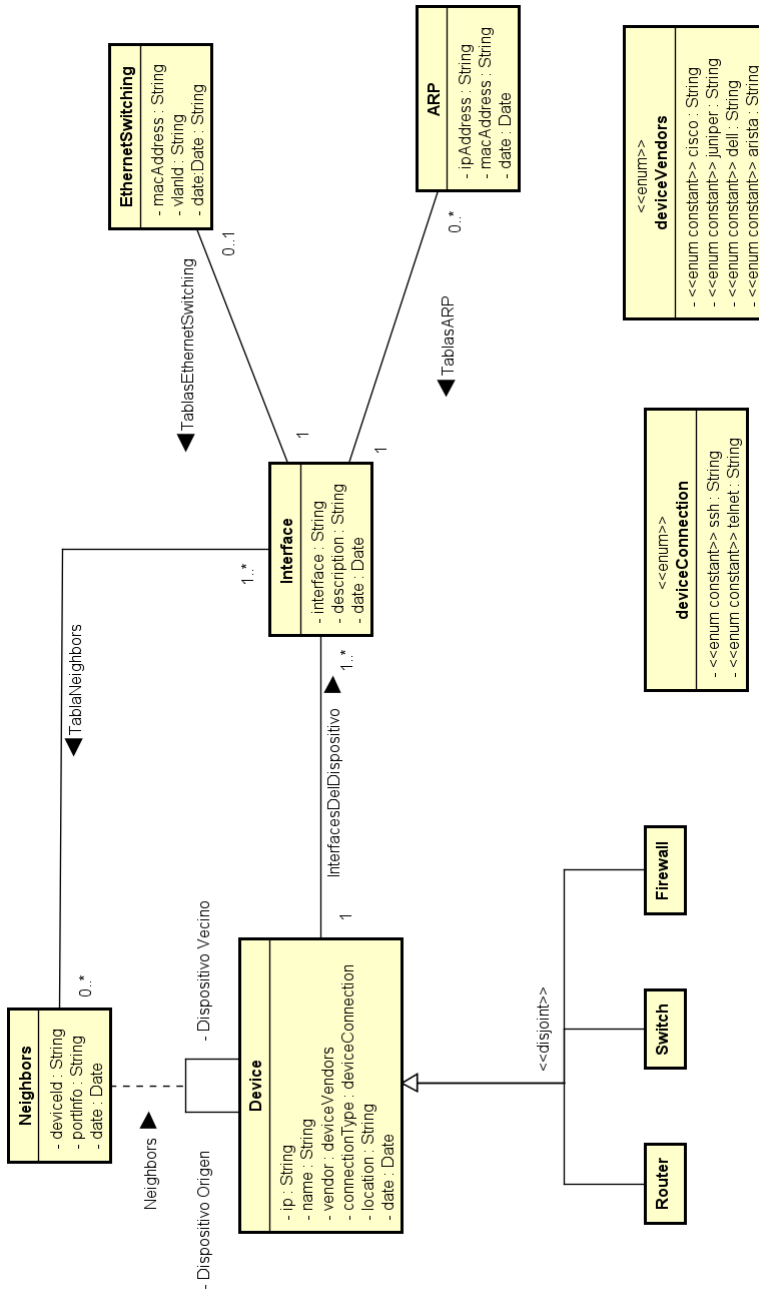 Neighbors
- deviceId : String
- portInfo : String
- date : Date
0..*
TablaNeighbors
1..*
Neighbors
- Dispositivo Origen
- Dispositivo Vecino
Device
- ip : String
- name : String
- vendor : deviceVendors
- connectionType : deviceConnection
- location : String
- date : Date
1
InterfacesDelDispositivo
1..*
Interface
- interface : String
- description : String
- date : Date
1
TablasEthernetSwitching
0..1
EthernetSwitching
- macAddress : String
- vlanId : String
- date:Date : String
1
TablasARP
0..*
ARP
- ipAddress : String
- macAddress : String
- date : Date
<<disjoint>>
Router
Switch
Firewall
<<enum>>
deviceConnection
- <<enum constant>> ssh : String
- <<enum constant>> telnet : String
<<enum>>
deviceVendors
- <<enum constant>> cisco : String
- <<enum constant>> juniper : String
- <<enum constant>> dell : String
- <<enum constant>> arista : String